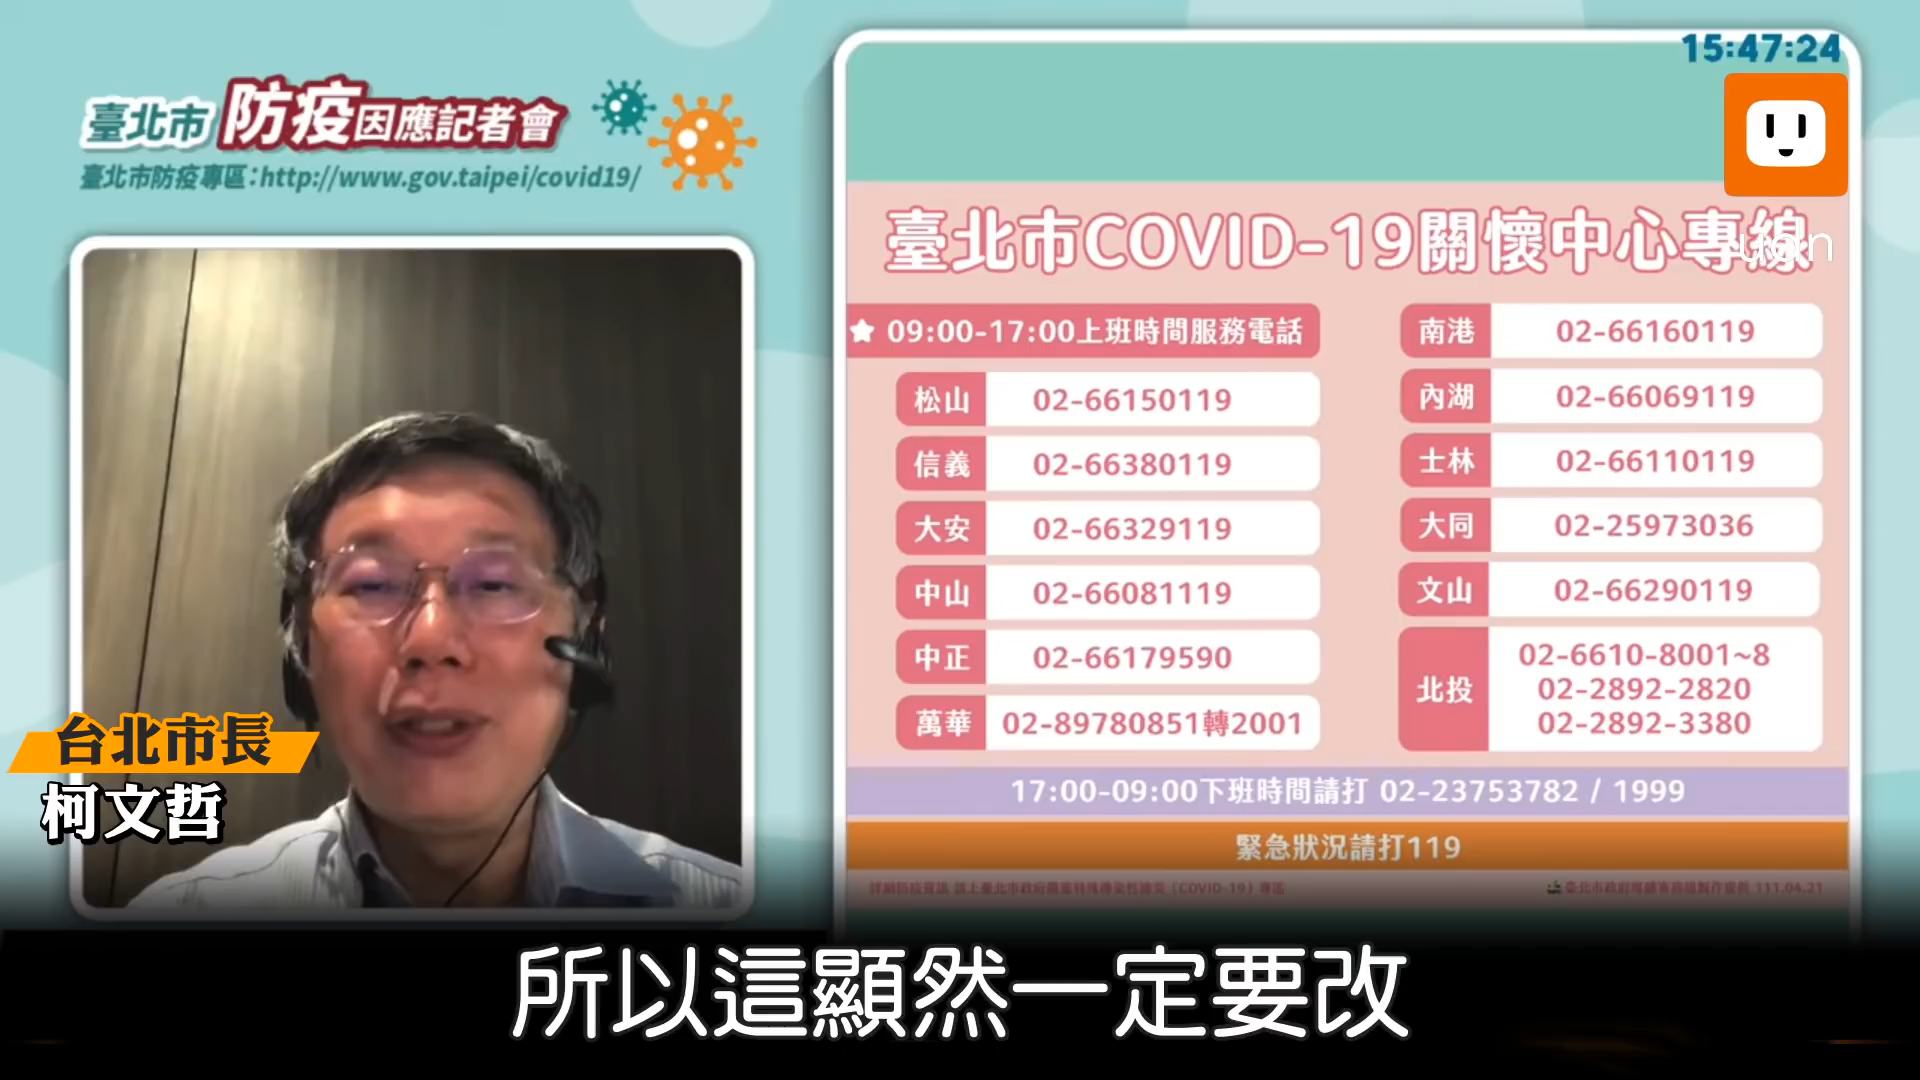 臺北市防疫因應記者會
臺北市防疫專區:http://www.gov.taipei/covid19/
15:47:24
uan
臺北市COVID-19關懷中心專線
★ 09:00-17:00上班時間服務電話
松山 02-66150119
信義 02-66380119
大安 02-66329119
中山 02-66081119
中正 02-66179590
萬華 02-89780851轉2001
南港 02-66160119
內湖 02-66069119
士林 02-66110119
大同 02-25973036
文山 02-66290119
北投 02-6610-8001~8
02-2892-2820
02-2892-3380
17:00-09:00下班時間請打 02-23753782 / 1999
緊急狀況請打119
(COVID-19)
111.04.21
台北市長
柯文哲
所以這顯然一定要改